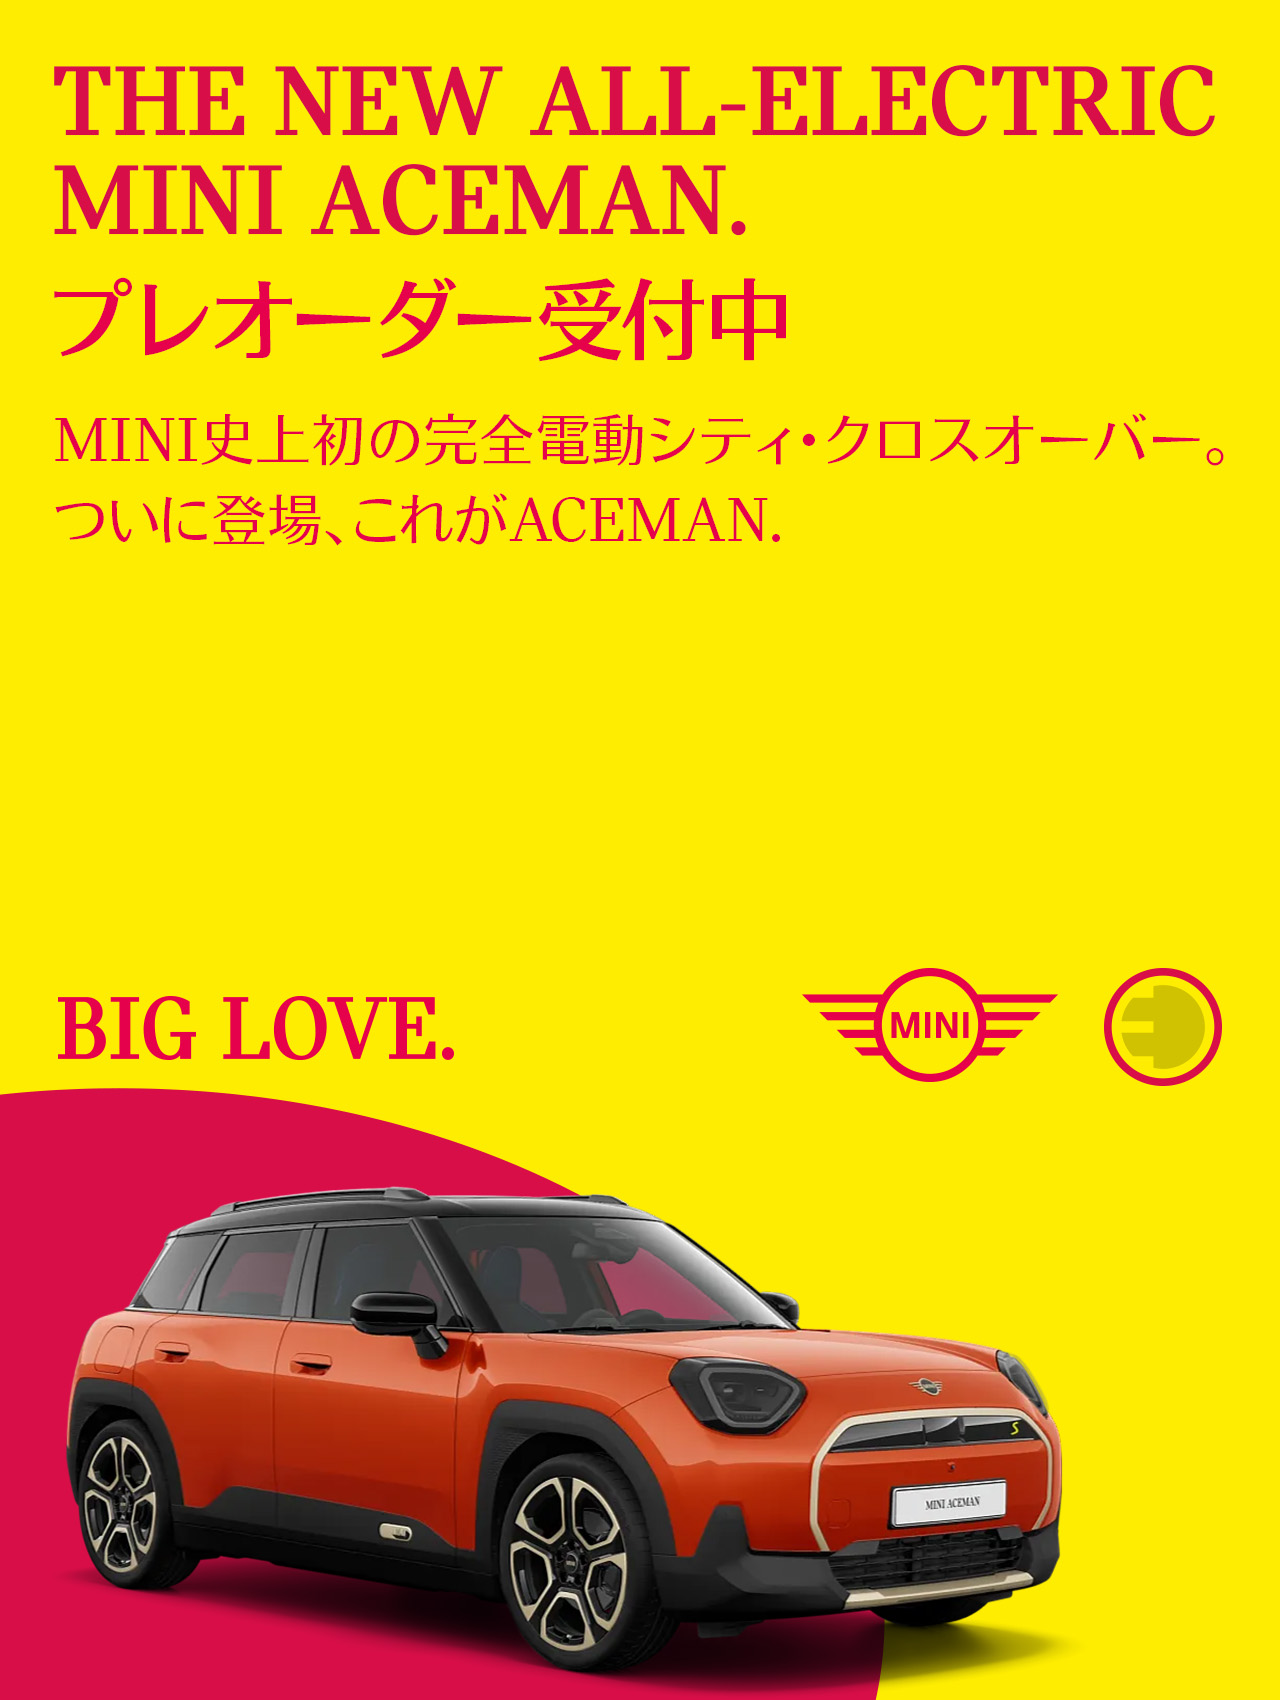 THE NEW ALL-ELECTRIC
MINI ACEMAN.
プレオーダー受付中
MINI史上初の完全電動シティ・クロスオーバー。
ついに登場、これがACEMAN.
BIG LOVE.
MINI
S
MINI ACEMAN